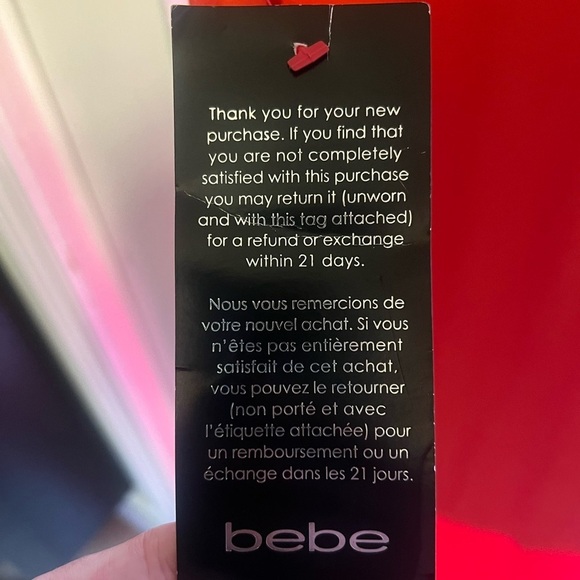 Thank you for your new
purchase. If you find that
you are not completely
satisfied with this purchase
you may return it (unworn
and with this tag attached)
for a refund or exchange
within 21 days.
Nous vous remercions de
votre nouvel achat. Si vous
n'êtes pas entièrement
satisfait de cet achat,
vous pouvez le retourner
(non porté et avec
l'étiquette attachée) pour
un remboursement ou un
échange dans les 21 jours.
bebe